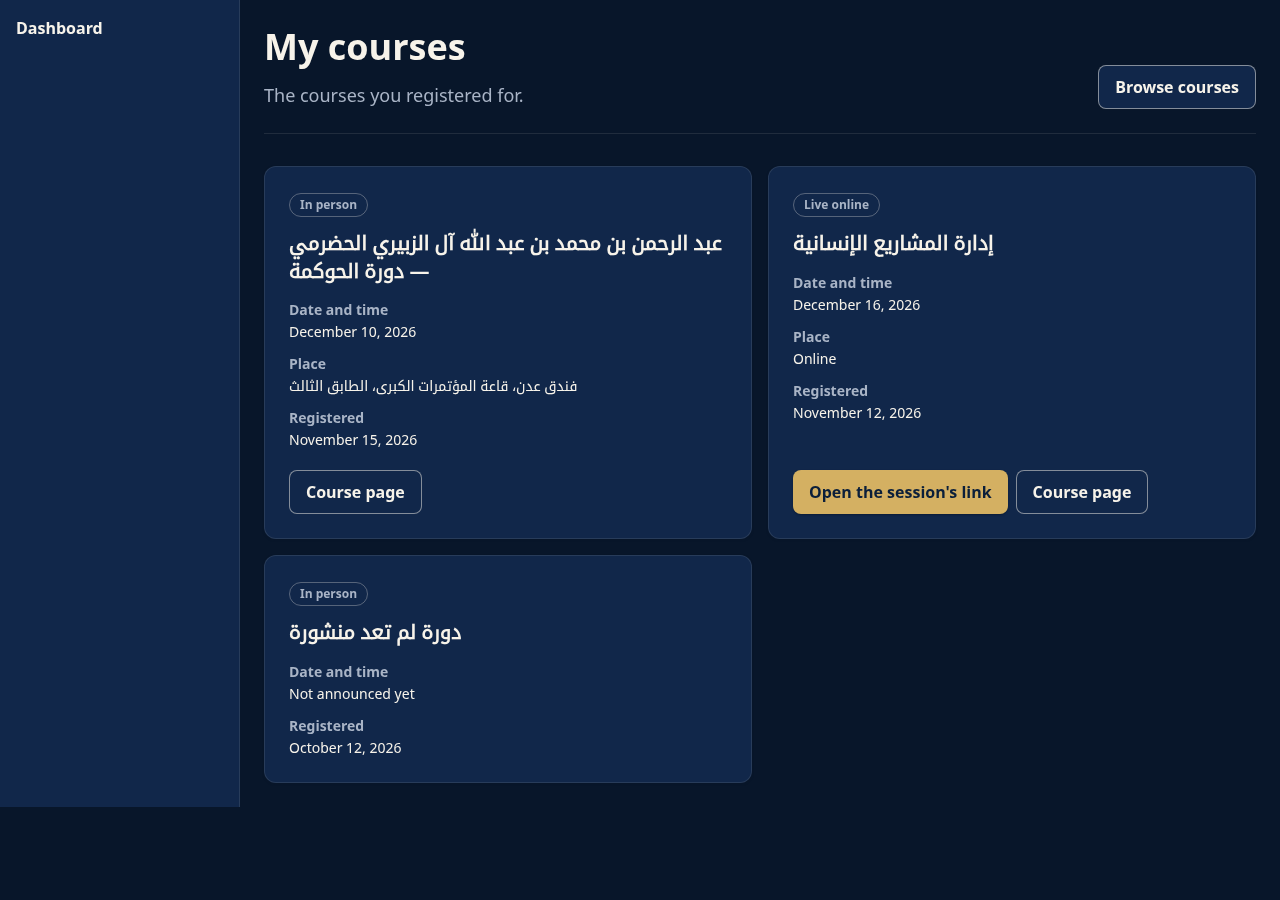 Dashboard
My courses
The courses you registered for.
Browse courses
In person
عبد الرحمن بن محمد بن عبد الله آل الزبيري الحضرمي
— دورة الحوكمة
Date and time
December 10, 2026
Place
فندق عدن، قاعة المؤتمرات الكبرى، الطابق الثالث
Registered
November 15, 2026
Course page
Live online
إدارة المشاريع الإنسانية
Date and time
December 16, 2026
Place
Online
Registered
November 12, 2026
Open the session's link
Course page
In person
دورة لم تعد منشورة
Date and time
Not announced yet
Registered
October 12, 2026